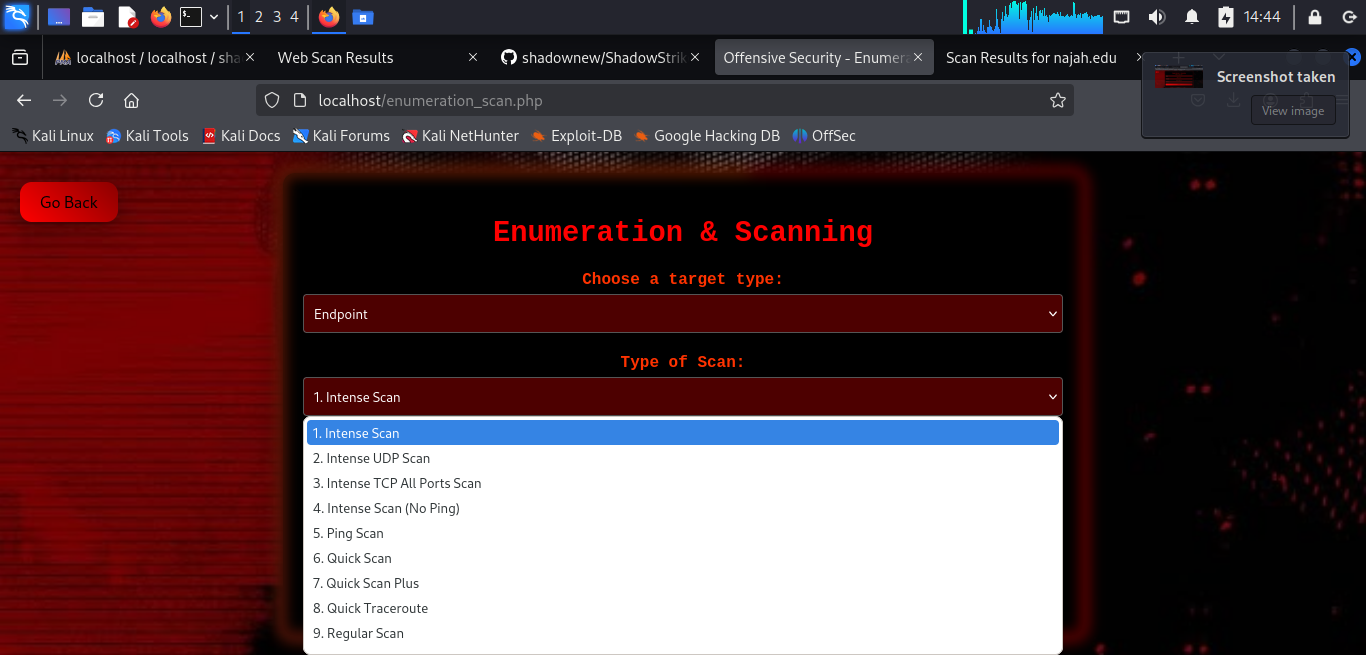 1 2 3 4 14:44
localhost / localhost / sha Web Scan Results shadownew/ShadowStrik Offensive Security - Enumera Scan Results for najah.edu
Screenshot taken
View image
localhost/enumeration_scan.php
Kali Linux Kali Tools Kali Docs Kali Forums Kali NetHunter Exploit-DB Google Hacking DB OffSec
Go Back
Enumeration & Scanning
Choose a target type:
Endpoint
Type of Scan:
1. Intense Scan
1. Intense Scan
2. Intense UDP Scan
3. Intense TCP All Ports Scan
4. Intense Scan (No Ping)
5. Ping Scan
6. Quick Scan
7. Quick Scan Plus
8. Quick Traceroute
9. Regular Scan